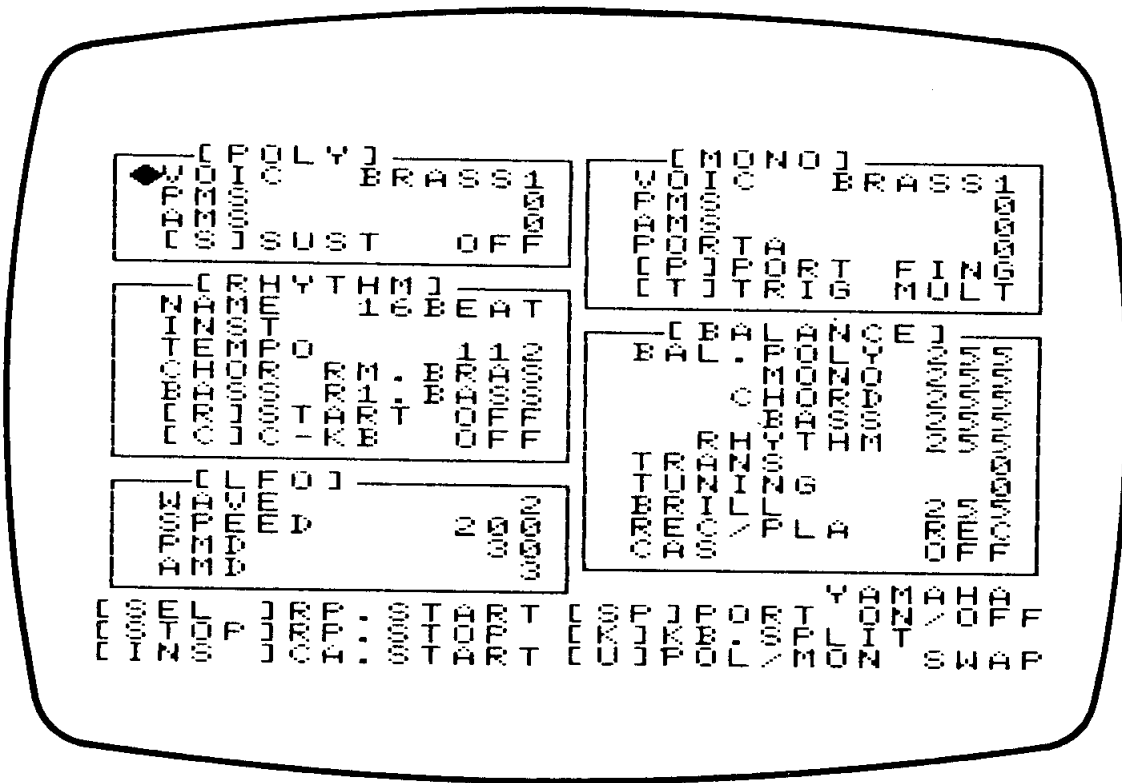 [POLY]
VOIC BRASS1
PMS 0
AMS 0
[S]SUST OFF
[RHYTHM]
NAME 16BEAT
INST
TEMPO 112
CHOR RM.BRAS
BASS R1.BASS
[R]START OFF
[C]C-KB OFF
[LFO]
WAVE 2
SPEED 200
PMD 30
AMD 3
[MONO]
VOIC BRASS1
PMS 0
AMS 0
PORTA 0
[P]PORT FING
[T]TRIG MOLT
[BALANCE]
BAL.POLY 255
MONO 255
CHORD 255
BASS 255
RHYTHM 255
TRANS 0
TUNING 0
BRILL 255
REC/PLA REC
CAS OFF
YAMAHA
[SEL ]RP.START [SP]PORT ON/OFF
[STOP]RP.STOP [K]KB.SPLIT
[INS ]CA.START [U]POL/MON SWAP